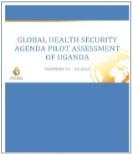 GLOBAL HEALTH SECURITY
AGENDA PILOT ASSESSMENT
OF UGANDA